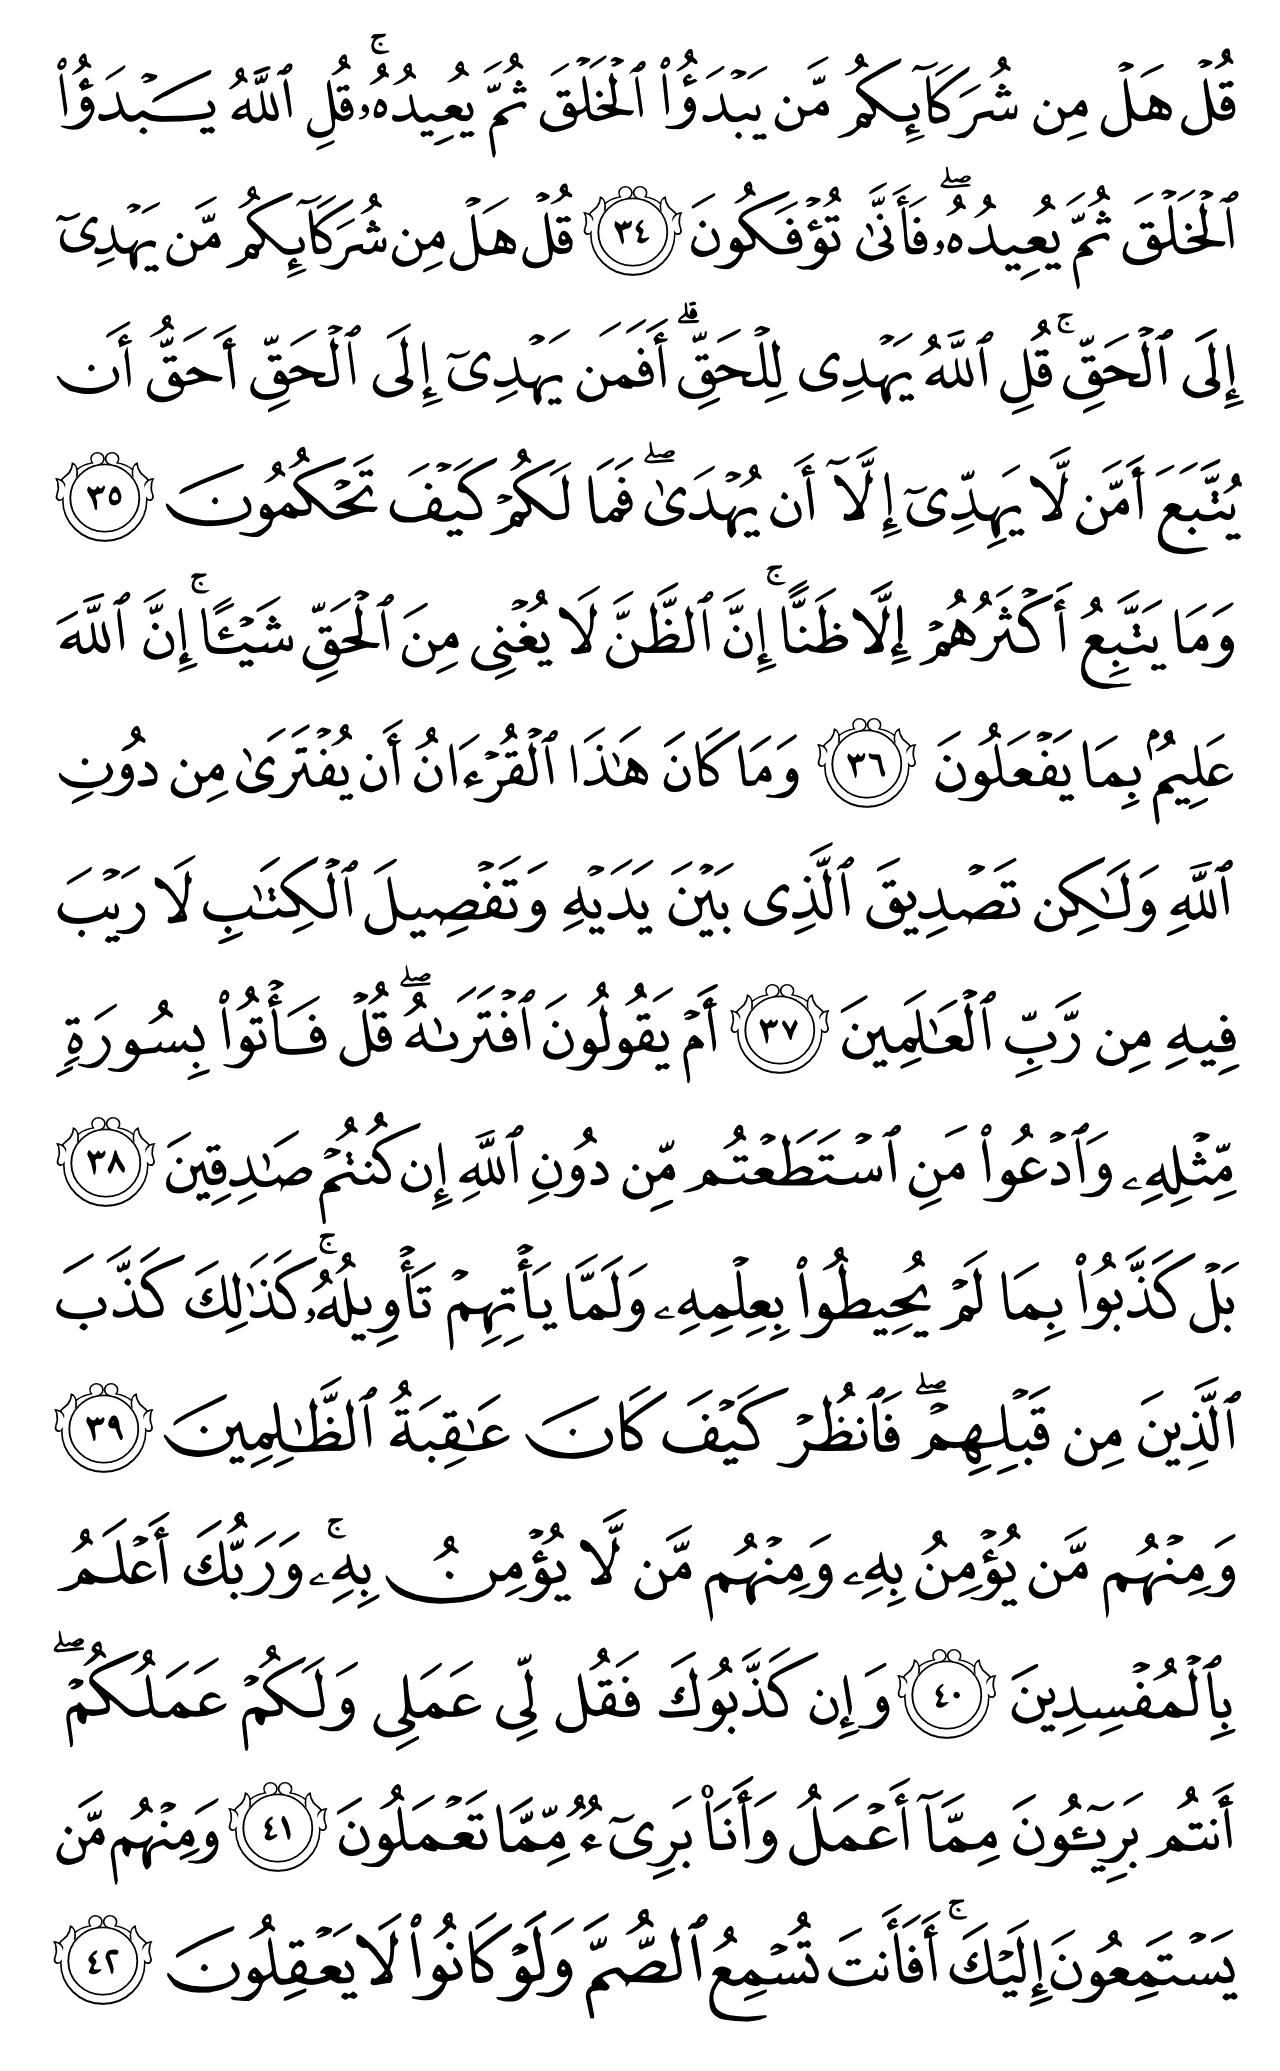 قُلْ هَلْ مِن شُرَكَآئِكُم مَّن يَبْدَؤُا۟ ٱلْخَلْقَ ثُمَّ يُعِيدُهُۥ ۚ قُلِ ٱللَّهُ يَبْدَؤُا۟
ٱلْخَلْقَ ثُمَّ يُعِيدُهُۥ ۖ فَأَنَّىٰ تُؤْفَكُونَ ٣٤ قُلْ هَلْ مِن شُرَكَآئِكُم مَّن يَهْدِىٓ
إِلَى ٱلْحَقِّ ۚ قُلِ ٱللَّهُ يَهْدِى لِلْحَقِّ ۗ أَفَمَن يَهْدِىٓ إِلَى ٱلْحَقِّ أَحَقُّ أَن
يُتَّبَعَ أَمَّن لَّا يَهِدِّىٓ إِلَّآ أَن يُهْدَىٰ ۖ فَمَا لَكُمْ كَيْفَ تَحْكُمُونَ ٣٥
وَمَا يَتَّبِعُ أَكْثَرُهُمْ إِلَّا ظَنًّا ۚ إِنَّ ٱلظَّنَّ لَا يُغْنِى مِنَ ٱلْحَقِّ شَيْـًٔا ۚ إِنَّ ٱللَّهَ
عَلِيمٌۢ بِمَا يَفْعَلُونَ ٣٦ وَمَا كَانَ هَـٰذَا ٱلْقُرْءَانُ أَن يُفْتَرَىٰ مِن دُونِ
ٱللَّهِ وَلَـٰكِن تَصْدِيقَ ٱلَّذِى بَيْنَ يَدَيْهِ وَتَفْصِيلَ ٱلْكِتَـٰبِ لَا رَيْبَ
فِيهِ مِن رَّبِّ ٱلْعَـٰلَمِينَ ٣٧ أَمْ يَقُولُونَ ٱفْتَرَىٰهُ ۖ قُلْ فَأْتُوا۟ بِسُورَةٍ
مِّثْلِهِۦ وَٱدْعُوا۟ مَنِ ٱسْتَطَعْتُم مِّن دُونِ ٱللَّهِ إِن كُنتُمْ صَـٰدِقِينَ ٣٨
بَلْ كَذَّبُوا۟ بِمَا لَمْ يُحِيطُوا۟ بِعِلْمِهِۦ وَلَمَّا يَأْتِهِمْ تَأْوِيلُهُۥ ۚ كَذَٰلِكَ كَذَّبَ
ٱلَّذِينَ مِن قَبْلِهِمْ ۖ فَٱنظُرْ كَيْفَ كَانَ عَـٰقِبَةُ ٱلظَّـٰلِمِينَ ٣٩
وَمِنْهُم مَّن يُؤْمِنُ بِهِۦ وَمِنْهُم مَّن لَّا يُؤْمِنُ بِهِۦ ۚ وَرَبُّكَ أَعْلَمُ
بِٱلْمُفْسِدِينَ ٤٠ وَإِن كَذَّبُوكَ فَقُل لِّى عَمَلِى وَلَكُمْ عَمَلُكُمْ ۖ
أَنتُم بَرِيٓـُٔونَ مِمَّآ أَعْمَلُ وَأَنَا۠ بَرِىٓءٌ مِّمَّا تَعْمَلُونَ ٤١ وَمِنْهُم مَّن
يَسْتَمِعُونَ إِلَيْكَ ۚ أَفَأَنتَ تُسْمِعُ ٱلصُّمَّ وَلَوْ كَانُوا۟ لَا يَعْقِلُونَ ٤٢